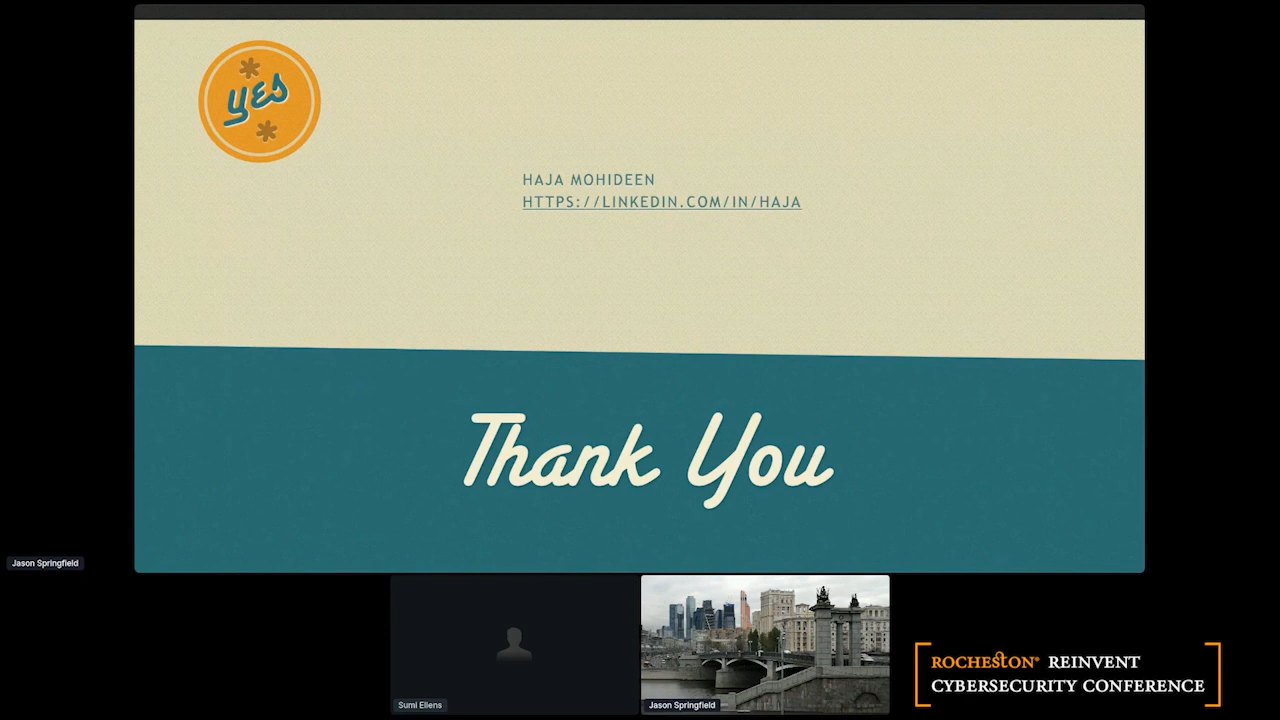 YES
HAJA MOHIDEEN
HTTPS://LINKEDIN.COM/IN/HAJA
Thank You
Jason Springfield
Sumi Ellens
Jason Springfield
ROCHESTON® REINVENT
CYBERSECURITY CONFERENCE